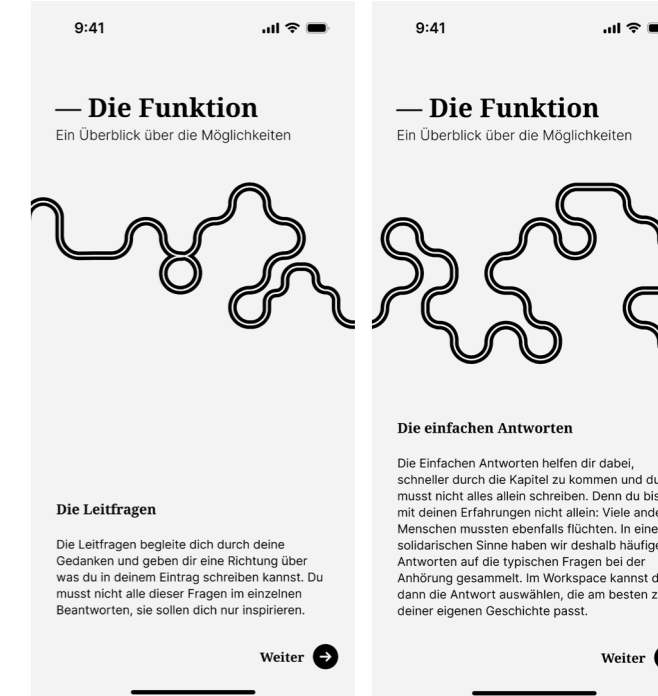 9:41
— Die Funktion
Ein Überblick über die Möglichkeiten
Die Leitfragen
Die Leitfragen begleite dich durch deine
Gedanken und geben dir eine Richtung über
was du in deinem Eintrag schreiben kannst. Du
musst nicht alle dieser Fragen im einzelnen
Beantworten, sie sollen dich nur inspirieren.
Weiter
9:41
— Die Funktion
Ein Überblick über die Möglichkeiten
Die einfachen Antworten
Die Einfachen Antworten helfen dir dabei,
schneller durch die Kapitel zu kommen und du
musst nicht alles allein schreiben. Denn du bis
mit deinen Erfahrungen nicht allein: Viele ande
Menschen mussten ebenfalls flüchten. In eine
solidarischen Sinne haben wir deshalb häufige
Antworten auf die typischen Fragen bei der
Anhörung gesammelt. Im Workspace kannst d
dann die Antwort auswählen, die am besten z
deiner eigenen Geschichte passt.
Weiter